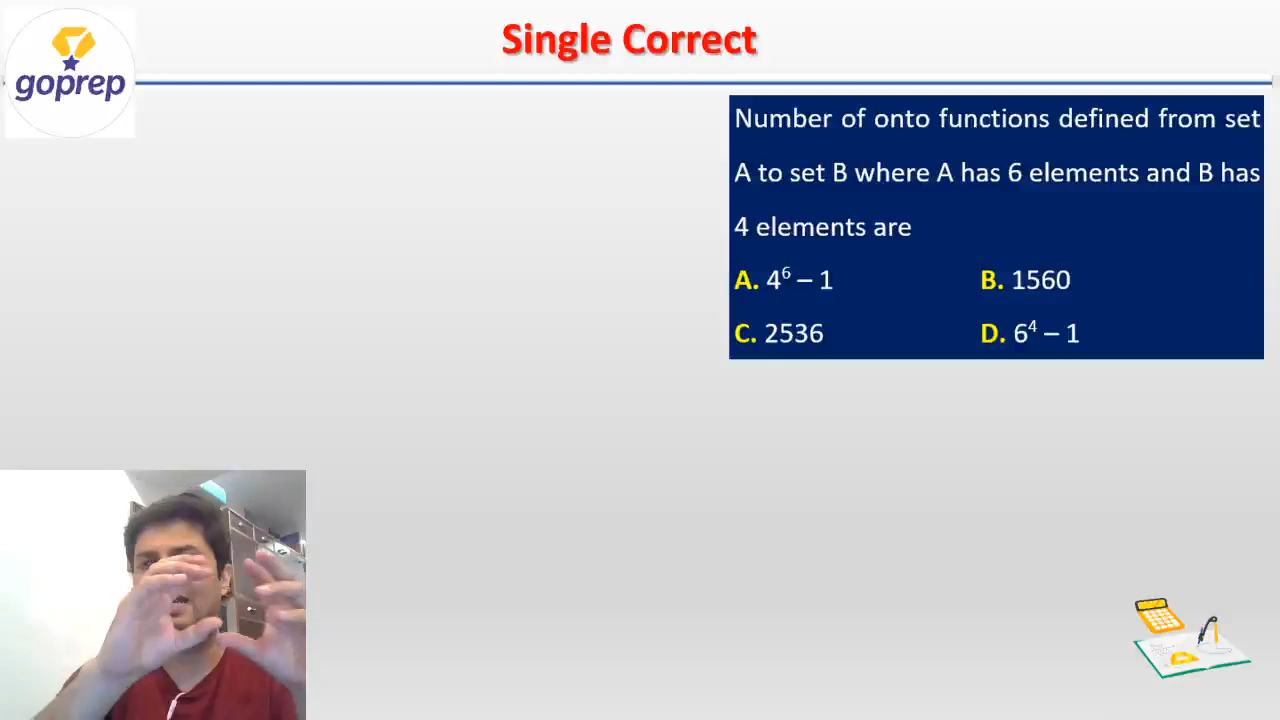 Single Correct
goprep
Number of onto functions defined from set
A to set B where A has 6 elements and B has
4 elements are
A. 4⁶ – 1 B. 1560
C. 2536 D. 6⁴ – 1